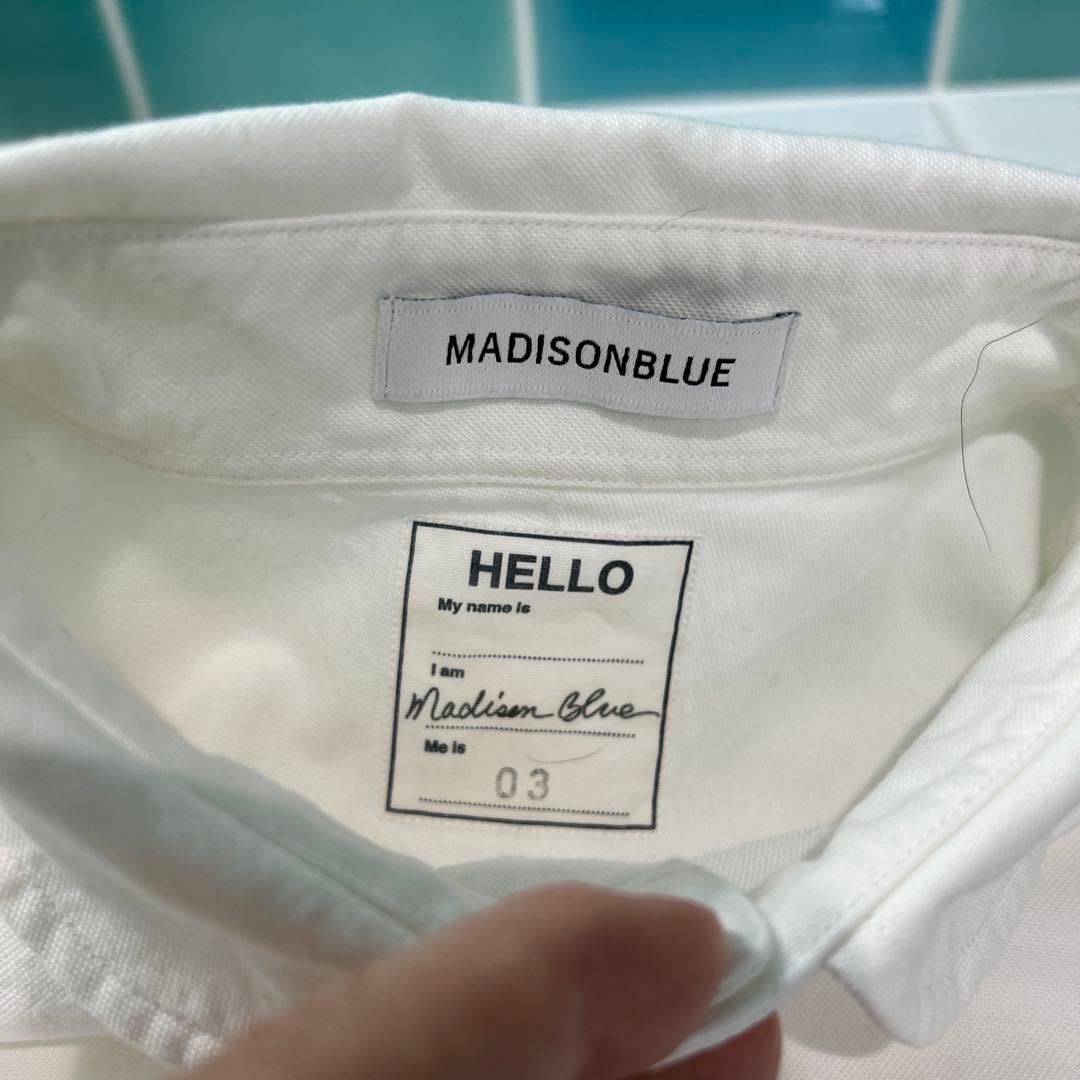 MADISONBLUE
HELLO
My name is
I am
Madison Blue
Me is
03